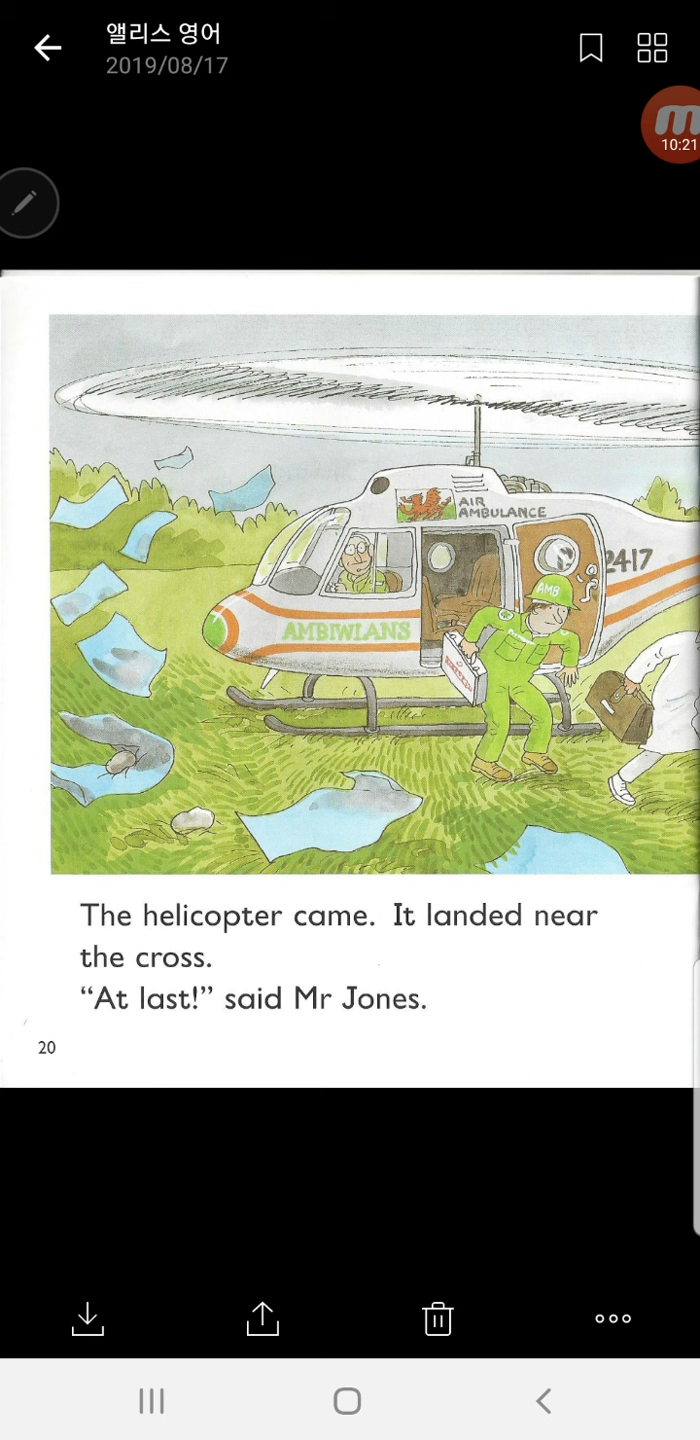 앨리스 영어
2019/08/17
10:21
AIR
AMBULANCE
2417
AMB
AMBIWLANS
The helicopter came. It landed near
the cross.
“At last!” said Mr Jones.
20